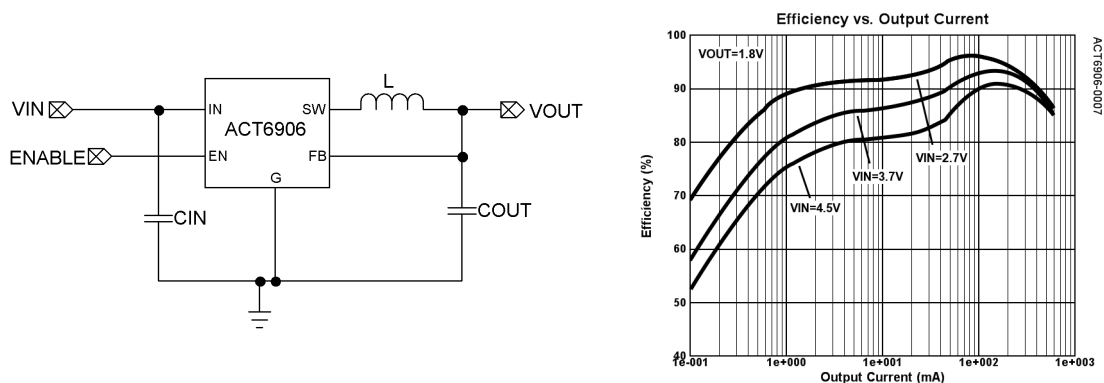 VIN
ENABLE
IN
EN
ACT6906
SW
FB
G
L
VOUT
CIN
COUT
Efficiency vs. Output Current
ACT6906-0007
Efficiency (%)
100
90
80
70
60
50
40
VOUT=1.8V
VIN=2.7V
VIN=3.7V
VIN=4.5V
1e-001
1e+000
1e+001
1e+002
1e+003
Output Current (mA)